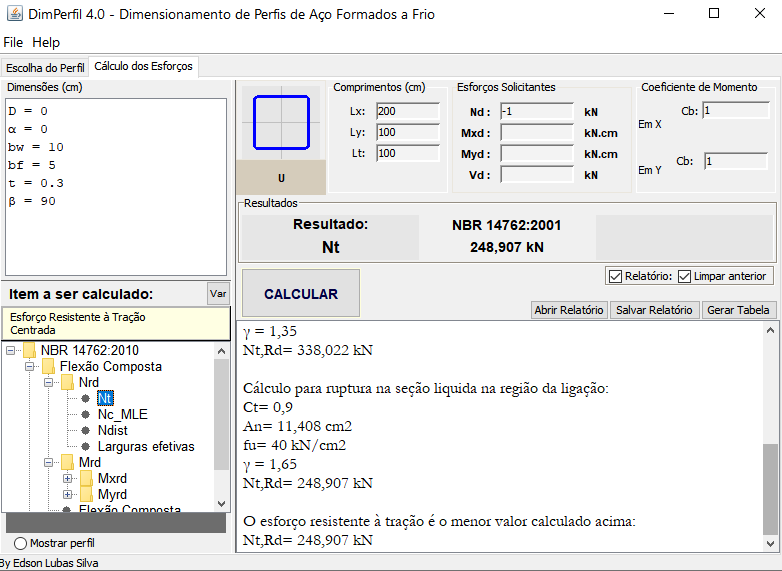 DimPerfil 4.0 - Dimensionamento de Perfis de Aço Formados a Frio
File Help
Escolha do Perfil Cálculo dos Esforços
Dimensões (cm)
D = 0
α = 0
bw = 10
bf = 5
t = 0.3
β = 90
U
Comprimentos (cm)
Lx: 200
Ly: 100
Lt: 100
Esforços Solicitantes
Nd : -1 kN
Mxd : kN.cm
Myd : kN.cm
Vd : kN
Coeficiente de Momento
Cb: 1
Em X
Cb: 1
Em Y
Resultados
Resultado: NBR 14762:2001
Nt 248,907 kN
Item a ser calculado: Var
Esforço Resistente à Tração
Centrada
CALCULAR
Relatório: Limpar anterior
Abrir Relatório Salvar Relatório Gerar Tabela
NBR 14762:2010
Flexão Composta
Nrd
Nt
Nc_MLE
Ndist
Larguras efetivas
Mrd
Mxrd
Myrd
Flexão Composta
Mostrar perfil
γ = 1,35
Nt,Rd= 338,022 kN
Cálculo para ruptura na seção liquida na região da ligação:
Ct= 0,9
An= 11,408 cm2
fu= 40 kN/cm2
γ = 1,65
Nt,Rd= 248,907 kN
O esforço resistente à tração é o menor valor calculado acima:
Nt,Rd= 248,907 kN
By Edson Lubas Silva